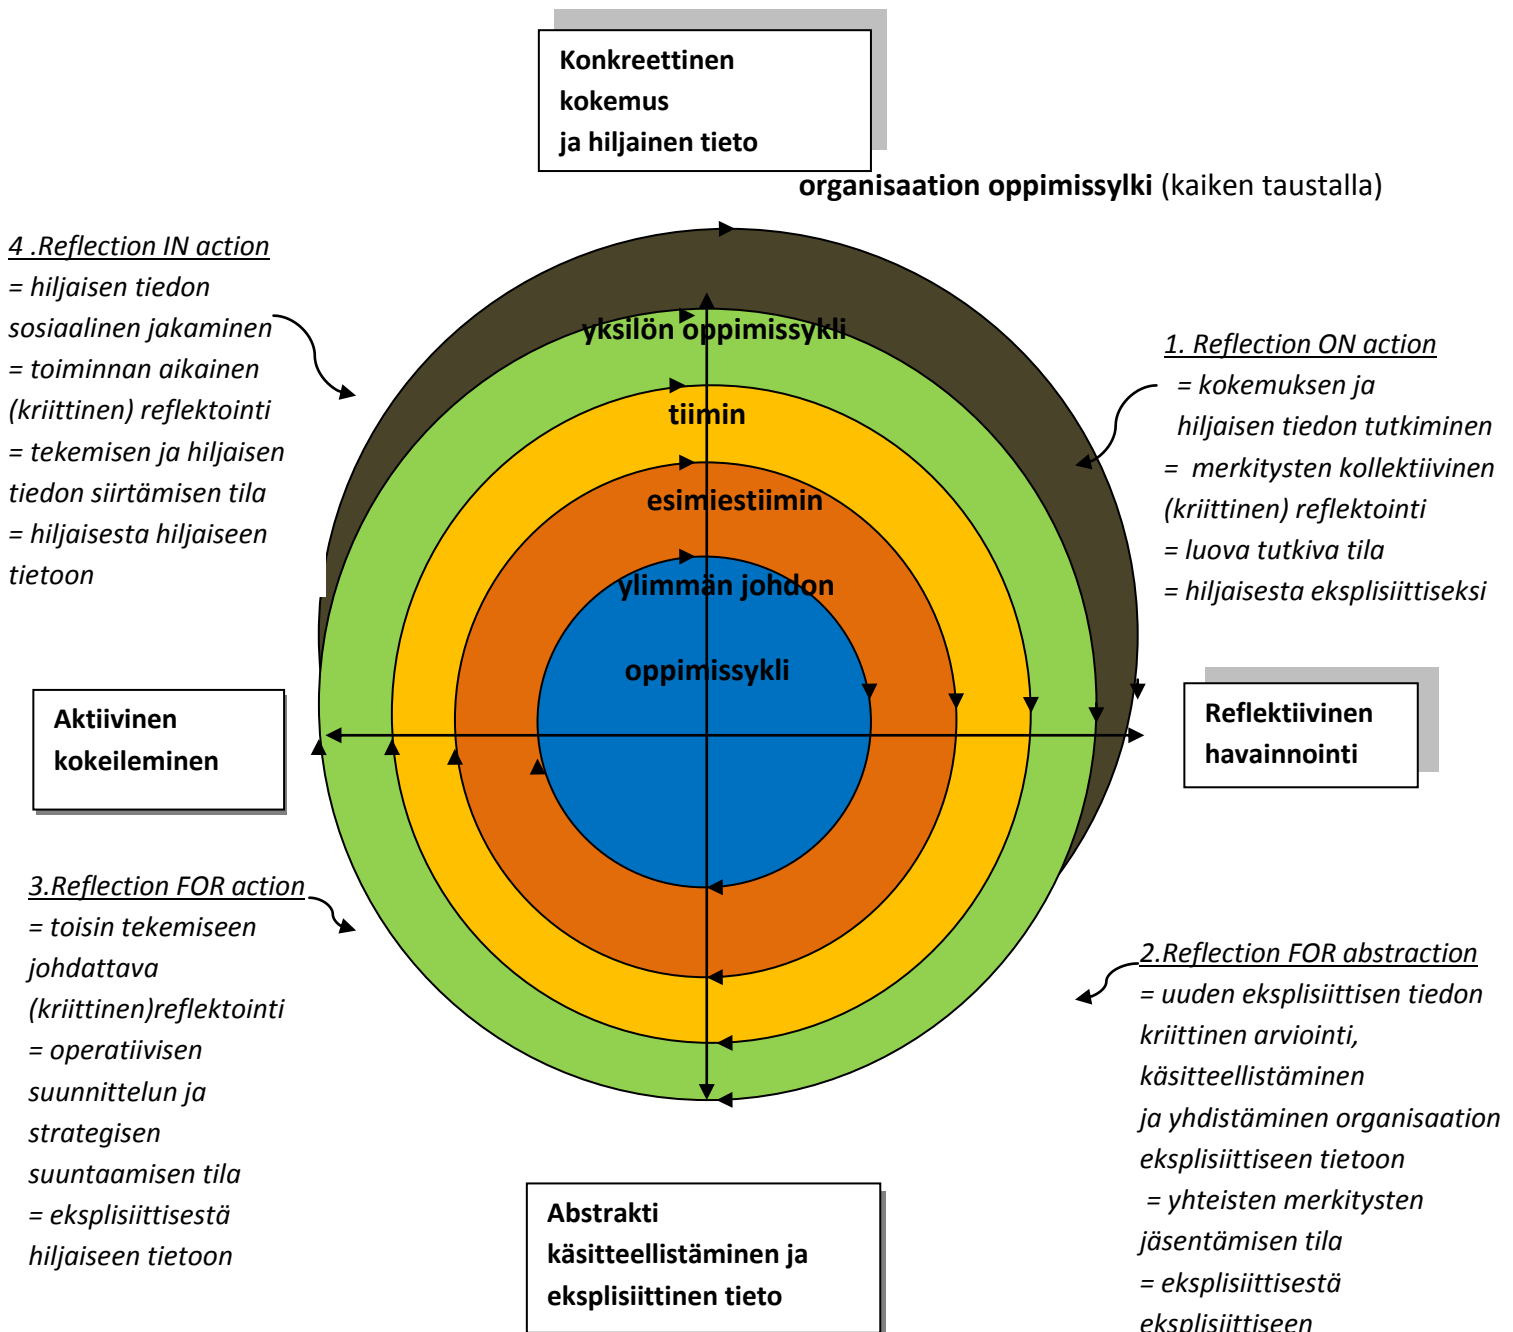 Konkreettinen
kokemus
ja hiljainen tieto
organisaation oppimissylki (kaiken taustalla)
4 .Reflection IN action
= hiljaisen tiedon
sosiaalinen jakaminen
= toiminnan aikainen
(kriittinen) reflektointi
= tekemisen ja hiljaisen
tiedon siirtämisen tila
= hiljaisesta hiljaiseen
tietoon
yksilön oppimissykli
tiimin
esimiestiimin
ylimmän johdon
oppimissykli
1. Reflection ON action
= kokemuksen ja
hiljaisen tiedon tutkiminen
= merkitysten kollektiivinen
(kriittinen) reflektointi
= luova tutkiva tila
= hiljaisesta eksplisiittiseksi
Aktiivinen
kokeileminen
Reflektiivinen
havainnointi
3.Reflection FOR action
= toisin tekemiseen
johdattava
(kriittinen)reflektointi
= operatiivisen
suunnittelun ja
strategisen
suuntaamisen tila
= eksplisiittisestä
hiljaiseen tietoon
2.Reflection FOR abstraction
= uuden eksplisiittisen tiedon
kriittinen arviointi,
käsitteellistäminen
ja yhdistäminen organisaation
eksplisiittiseen tietoon
= yhteisten merkitysten
jäsentämisen tila
= eksplisiittisestä
eksplisiittiseen
Abstrakti
käsitteellistäminen ja
eksplisiittinen tieto